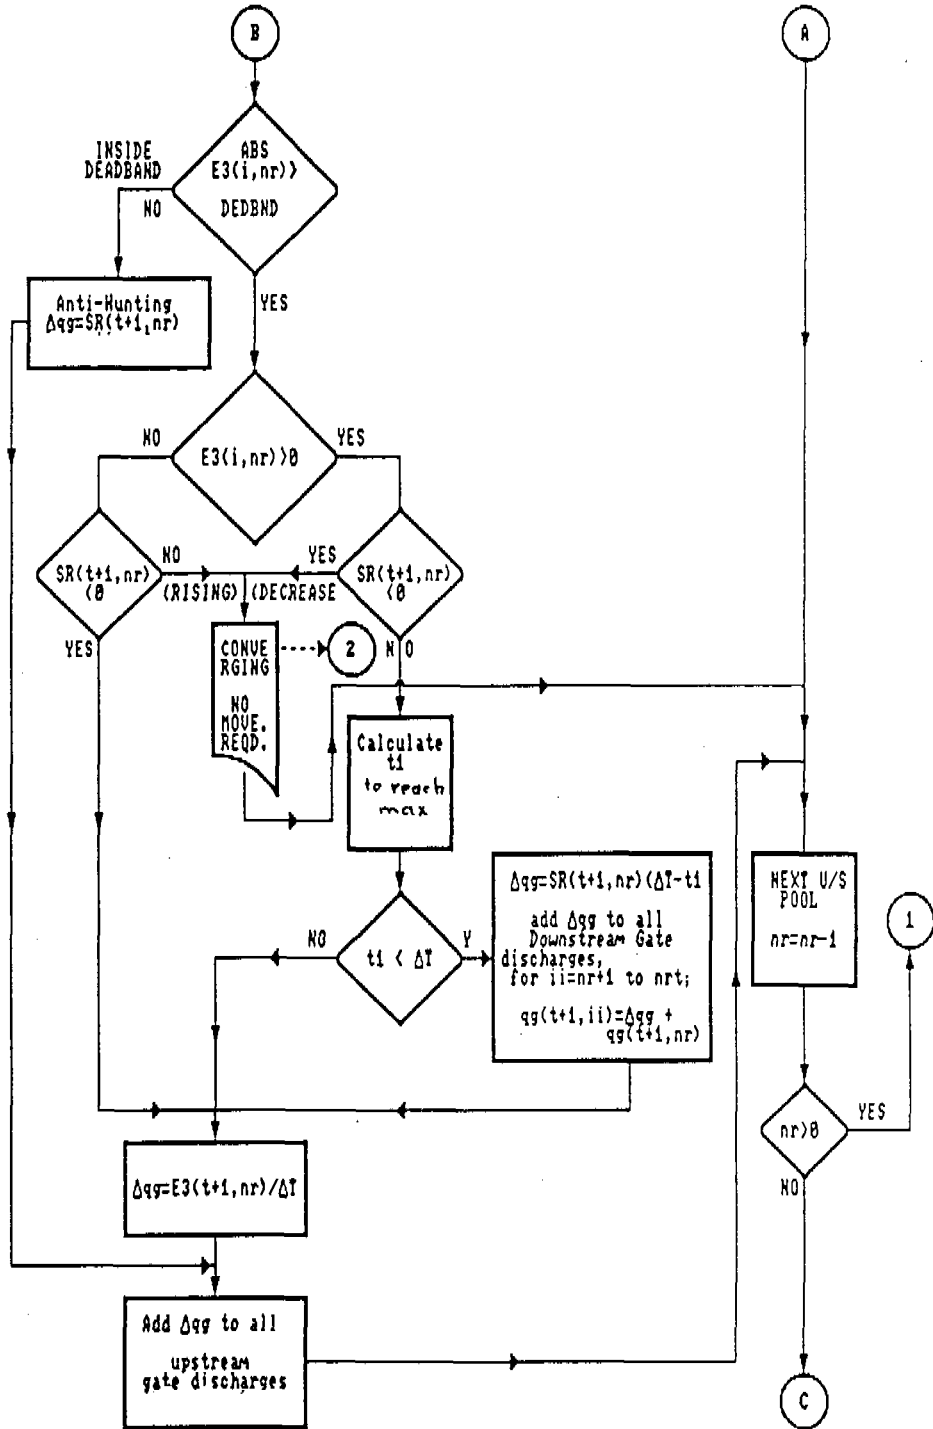 B
A
INSIDE
DEADBAND
NO
ABS
E3(i,nr)>
DEDBND
YES
Anti-Hunting
Δqg=SR(t+1,nr)
NO
E3(i,nr)>0
YES
SR(t+1,nr)
<0
NO
(RISING)
YES
(DECREASE
SR(t+1,nr)
<0
YES
CONVE
RGING
NO
MOVE.
REQD.
2
N O
Calculate
t1
to reach
max
NO
t1 < ΔT
Y
Δqg=SR(t+1,nr)(ΔT-t1
add Δqg to all
Downstream Gate
discharges,
for ii=nr+1 to nrt;
qg(t+1,ii)=Δqg +
qg(t+1,nr)
NEXT U/S
POOL
nr=nr-1
1
nr>0
YES
NO
Δqg=E3(t+1,nr)/ΔT
Add Δqg to all
upstream
gate discharges
C